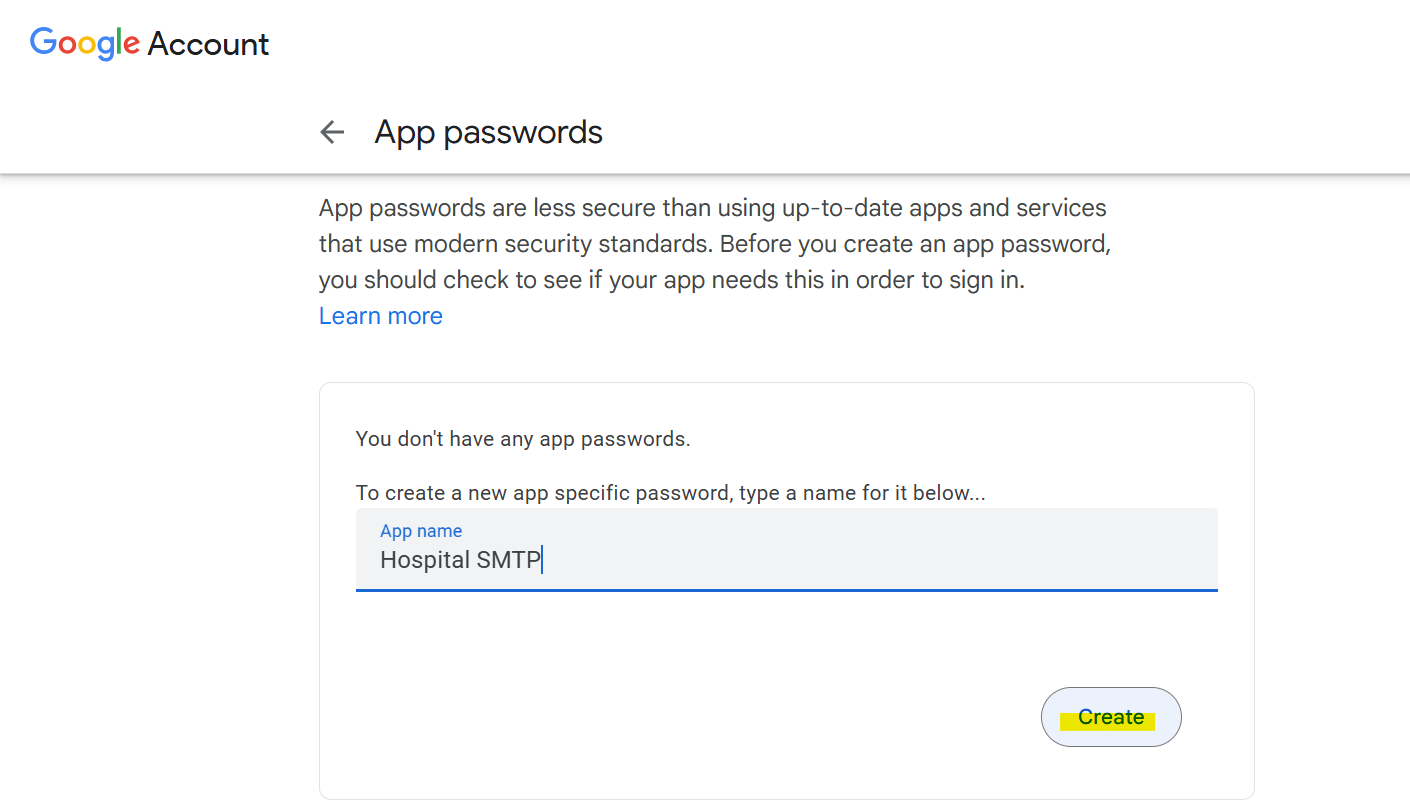 Google Account
App passwords
App passwords are less secure than using up-to-date apps and services
that use modern security standards. Before you create an app password,
you should check to see if your app needs this in order to sign in.
Learn more
You don't have any app passwords.
To create a new app specific password, type a name for it below...
App name
Hospital SMTP
Create